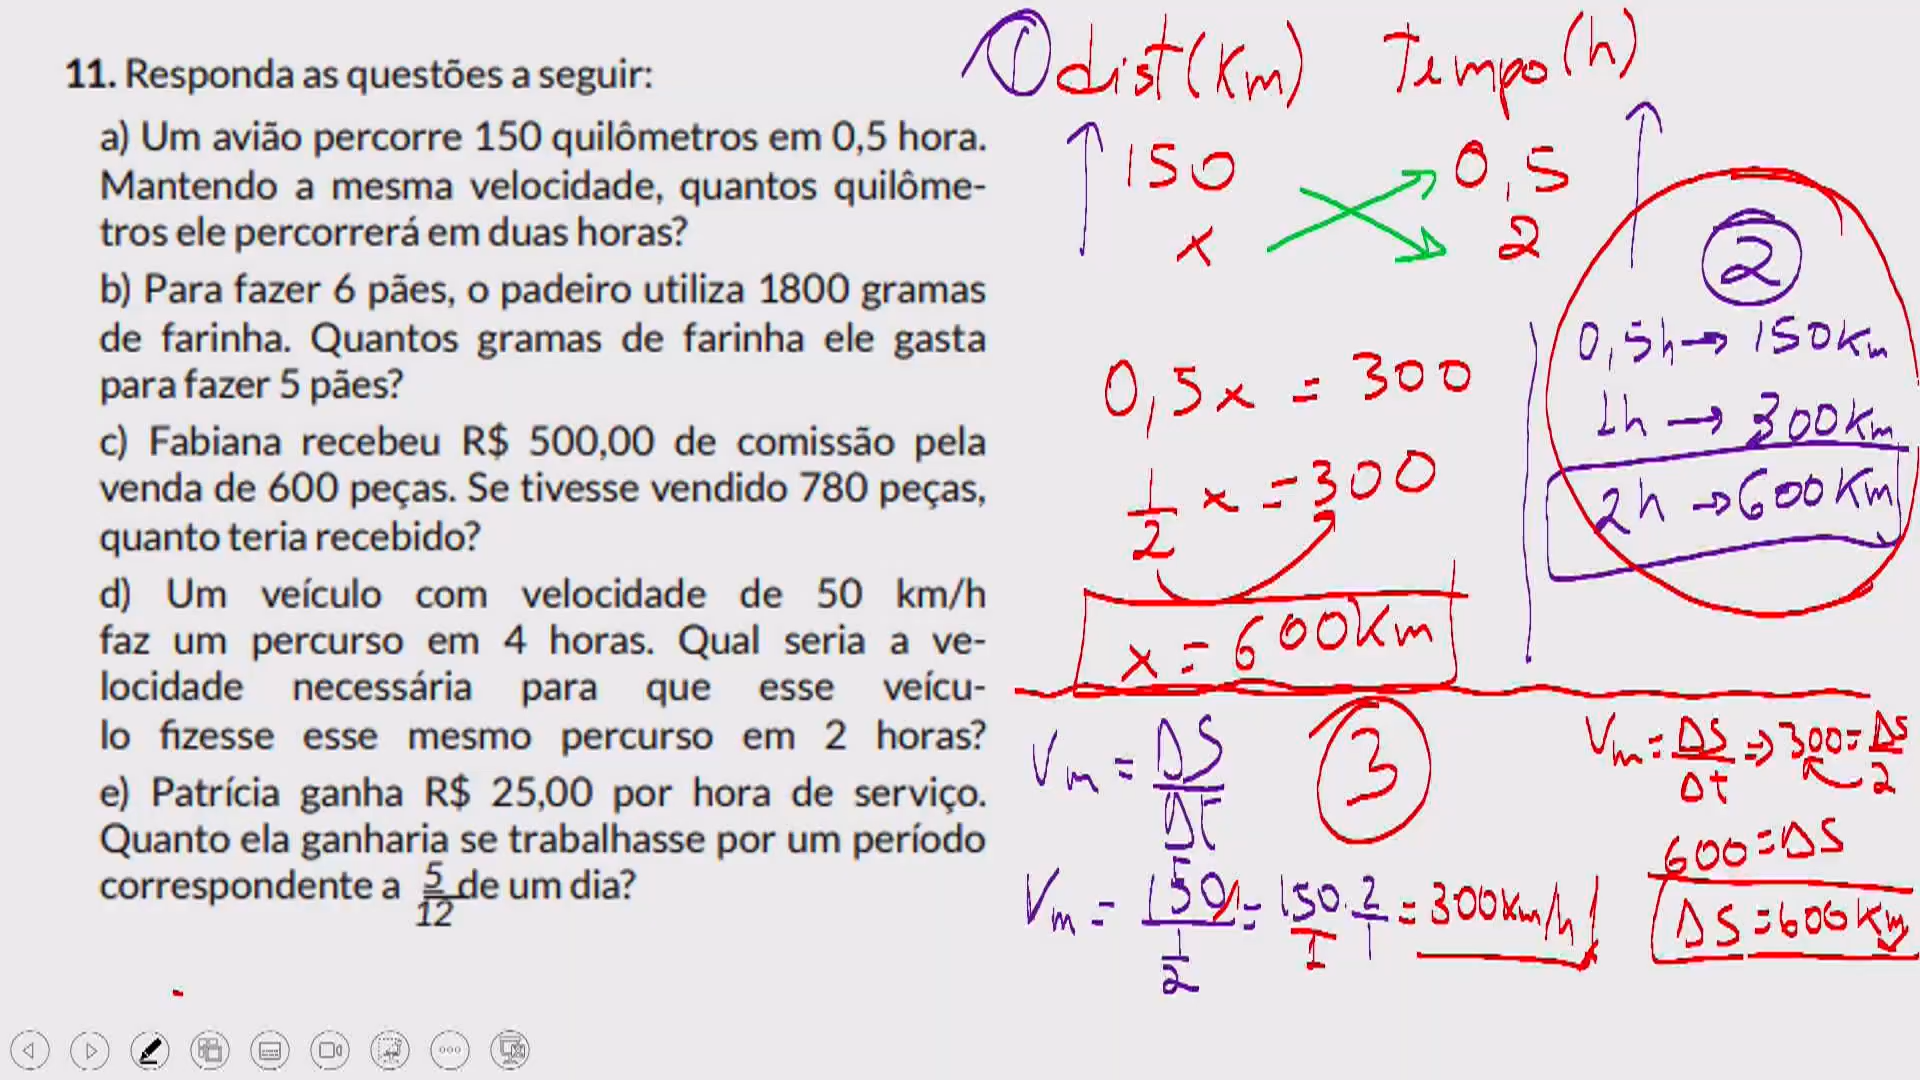 11. Responda as questões a seguir:
a) Um avião percorre 150 quilômetros em 0,5 hora.
Mantendo a mesma velocidade, quantos quilôme-
tros ele percorrerá em duas horas?
b) Para fazer 6 pães, o padeiro utiliza 1800 gramas
de farinha. Quantos gramas de farinha ele gasta
para fazer 5 pães?
c) Fabiana recebeu R$ 500,00 de comissão pela
venda de 600 peças. Se tivesse vendido 780 peças,
quanto teria recebido?
d) Um veículo com velocidade de 50 km/h
faz um percurso em 4 horas. Qual seria a ve-
locidade necessária para que esse veícu-
lo fizesse esse mesmo percurso em 2 horas?
e) Patrícia ganha R$ 25,00 por hora de serviço.
Quanto ela ganharia se trabalhasse por um período
correspondente a 5/12 de um dia?
1 dist(Km) Tempo(h)
150 0,5
x 2
0,5x = 300
1/2 x = 300
x = 600Km
2
0,5h → 150Km
1h → 300Km
2h → 600Km
3
Vm = ΔS/Δt
Vm = 150/(1/2) = 150/1 . 2/1 = 300Km/h
Vm = ΔS/Δt ⇒ 300 = Δs/2
600 = ΔS
ΔS = 600Km